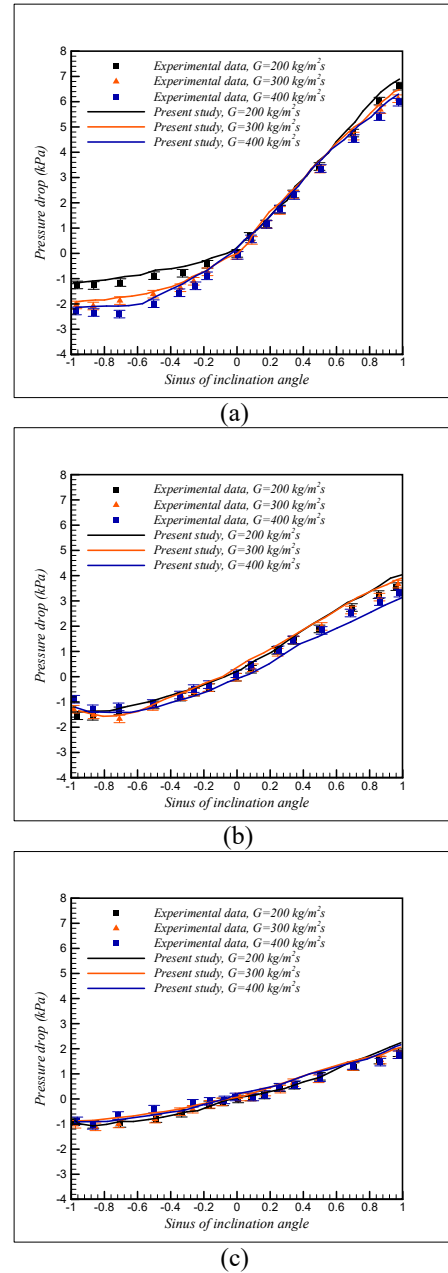 8
7
6
5
4
3
2
1
0
-1
-2
-3
-4
Pressure drop (kPa)
Experimental data, G=200 kg/m²s
Experimental data, G=300 kg/m²s
Experimental data, G=400 kg/m²s
Present study, G=200 kg/m²s
Present study, G=300 kg/m²s
Present study, G=400 kg/m²s
-1 -0.8 -0.6 -0.4 -0.2 0 0.2 0.4 0.6 0.8 1
Sinus of inclination angle
(a)
8
7
6
5
4
3
2
1
0
-1
-2
-3
-4
Pressure drop (kPa)
Experimental data, G=200 kg/m²s
Experimental data, G=300 kg/m²s
Experimental data, G=400 kg/m²s
Present study, G=200 kg/m²s
Present study, G=300 kg/m²s
Present study, G=400 kg/m²s
-1 -0.8 -0.6 -0.4 -0.2 0 0.2 0.4 0.6 0.8 1
Sinus of inclination angle
(b)
8
7
6
5
4
3
2
1
0
-1
-2
-3
-4
Pressure drop (kPa)
Experimental data, G=200 kg/m²s
Experimental data, G=300 kg/m²s
Experimental data, G=400 kg/m²s
Present study, G=200 kg/m²s
Present study, G=300 kg/m²s
Present study, G=400 kg/m²s
-1 -0.8 -0.6 -0.4 -0.2 0 0.2 0.4 0.6 0.8 1
Sinus of inclination angle
(c)